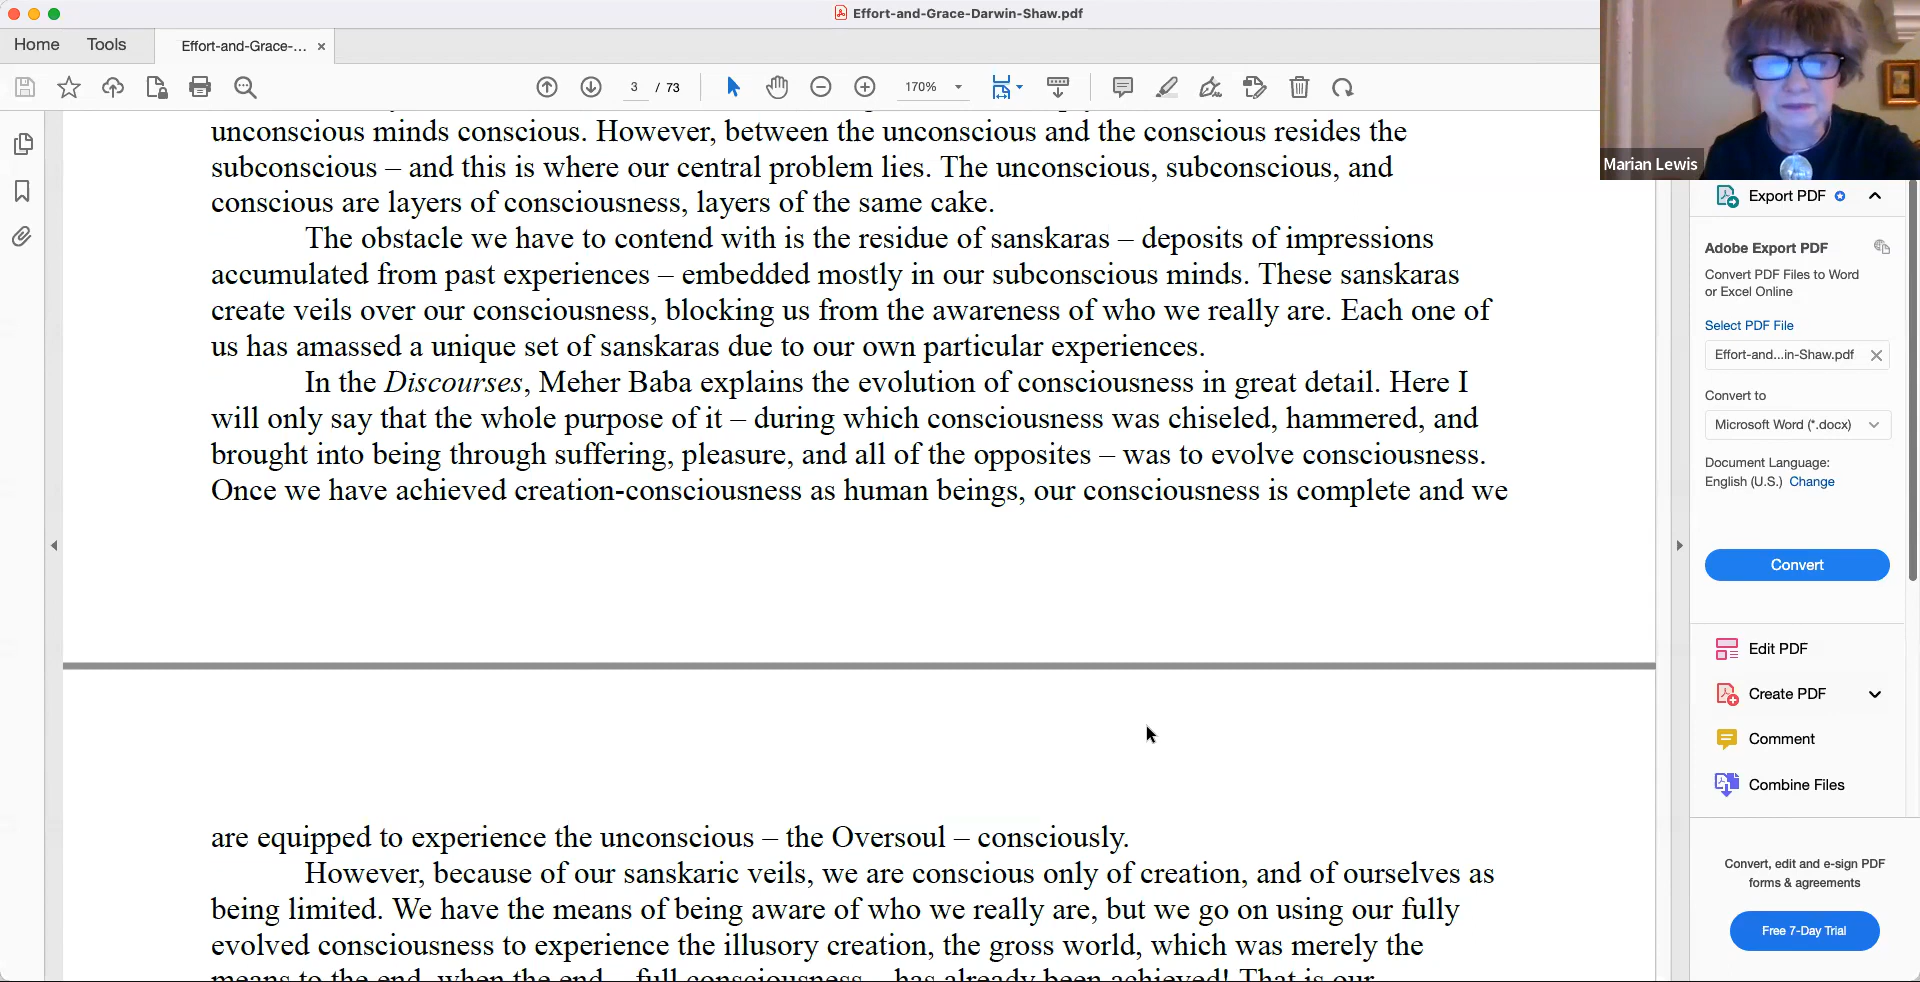 Effort-and-Grace-Darwin-Shaw.pdf
Home Tools Effort-and-Grace-... ×
3 / 73 170%
unconscious minds conscious. However, between the unconscious and the conscious resides the
subconscious – and this is where our central problem lies. The unconscious, subconscious, and
conscious are layers of consciousness, layers of the same cake.
The obstacle we have to contend with is the residue of sanskaras – deposits of impressions
accumulated from past experiences – embedded mostly in our subconscious minds. These sanskaras
create veils over our consciousness, blocking us from the awareness of who we really are. Each one of
us has amassed a unique set of sanskaras due to our own particular experiences.
In the Discourses, Meher Baba explains the evolution of consciousness in great detail. Here I
will only say that the whole purpose of it – during which consciousness was chiseled, hammered, and
brought into being through suffering, pleasure, and all of the opposites – was to evolve consciousness.
Once we have achieved creation-consciousness as human beings, our consciousness is complete and we
are equipped to experience the unconscious – the Oversoul – consciously.
However, because of our sanskaric veils, we are conscious only of creation, and of ourselves as
being limited. We have the means of being aware of who we really are, but we go on using our fully
evolved consciousness to experience the illusory creation, the gross world, which was merely the
means to the end, when the end – full consciousness – has already been achieved! That is our
Marian Lewis
Export PDF
Adobe Export PDF
Convert PDF Files to Word
or Excel Online
Select PDF File
Effort-and...in-Shaw.pdf
Convert to
Microsoft Word (*.docx)
Document Language:
English (U.S.) Change
Convert
Edit PDF
Create PDF
Comment
Combine Files
Convert, edit and e-sign PDF
forms & agreements
Free 7-Day Trial